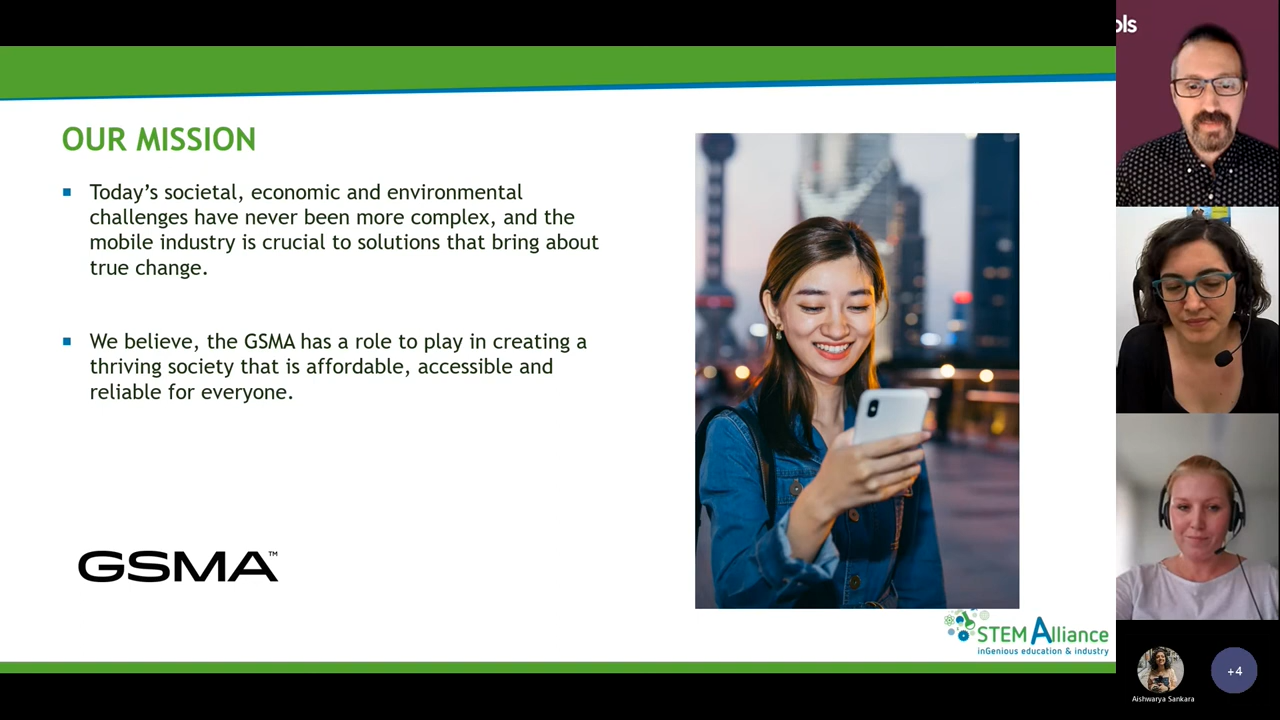 OUR MISSION
Today’s societal, economic and environmental
challenges have never been more complex, and the
mobile industry is crucial to solutions that bring about
true change.
We believe, the GSMA has a role to play in creating a
thriving society that is affordable, accessible and
reliable for everyone.
GSMA™
STEM Alliance
inGenious education & industry
ols
Aishwarya Sankara
+4